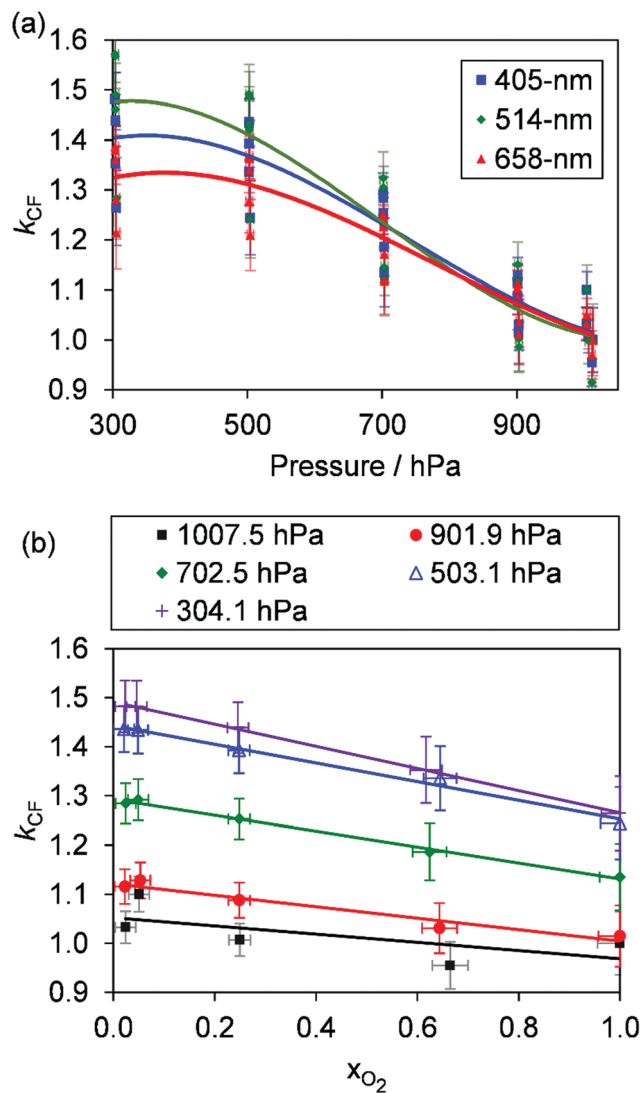 (a)
1.6
1.5
1.4
1.3
1.2
1.1
1.0
0.9
kCF
405-nm
514-nm
658-nm
300 500 700 900
Pressure / hPa
(b)
1007.5 hPa 901.9 hPa
702.5 hPa 503.1 hPa
304.1 hPa
1.6
1.5
1.4
1.3
1.2
1.1
1.0
0.9
kCF
0.0 0.2 0.4 0.6 0.8 1.0
xO2